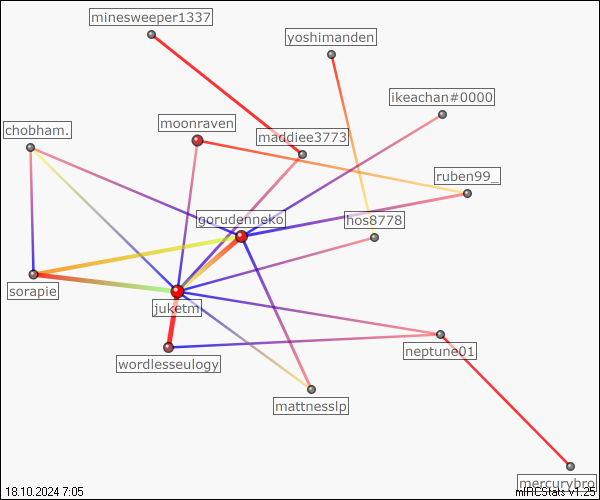 minesweeper1337
yoshimanden
ikeachan#0000
chobham.
moonraven
maddiee3773
ruben99_
gorudenneko
hos8778
sorapie
juketm
neptune01
wordlesseulogy
mattnesslp
mercurybro
18.10.2024 7:05
mIRCStats v1.25